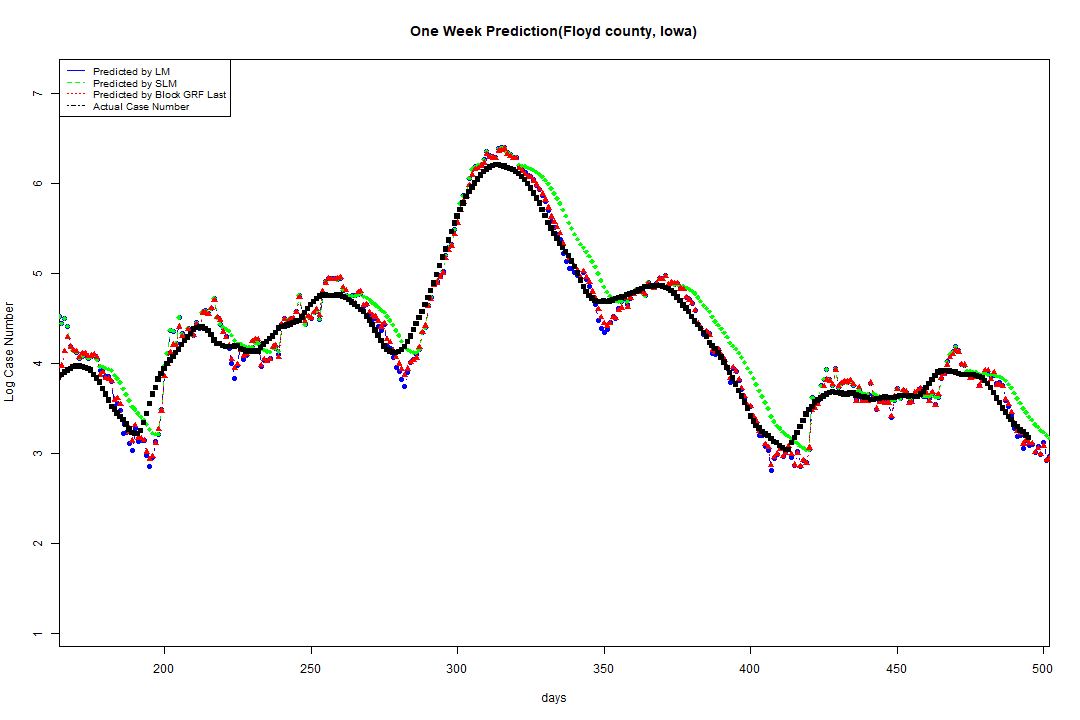 One Week Prediction(Floyd county, Iowa)
Predicted by LM
Predicted by SLM
Predicted by Block GRF Last
Actual Case Number
7
6
5
4
3
2
1
Log Case Number
200 250 300 350 400 450 500
days